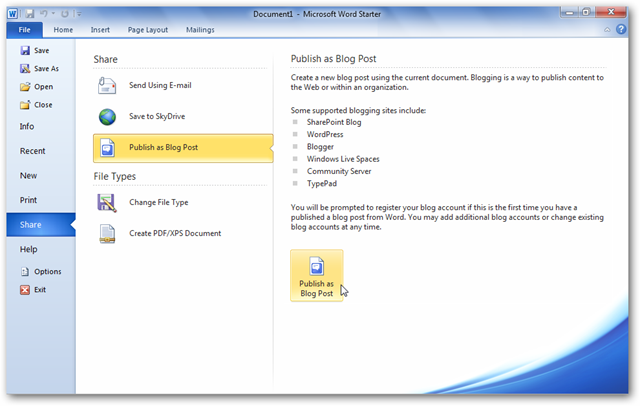 Document1 - Microsoft Word Starter
File Home Insert Page Layout Mailings
Save
Save As
Open
Close
Info
Recent
New
Print
Share
Help
Options
Exit
Share
Send Using E-mail
Save to SkyDrive
Publish as Blog Post
File Types
Change File Type
Create PDF/XPS Document
Publish as Blog Post
Create a new blog post using the current document. Blogging is a way to publish content to
the Web or within an organization.
Some supported blogging sites include:
SharePoint Blog
WordPress
Blogger
Windows Live Spaces
Community Server
TypePad
You will be prompted to register your blog account if this is the first time you have a
published a blog post from Word. You may add additional blog accounts or change existing
blog accounts at any time.
Publish as
Blog Post